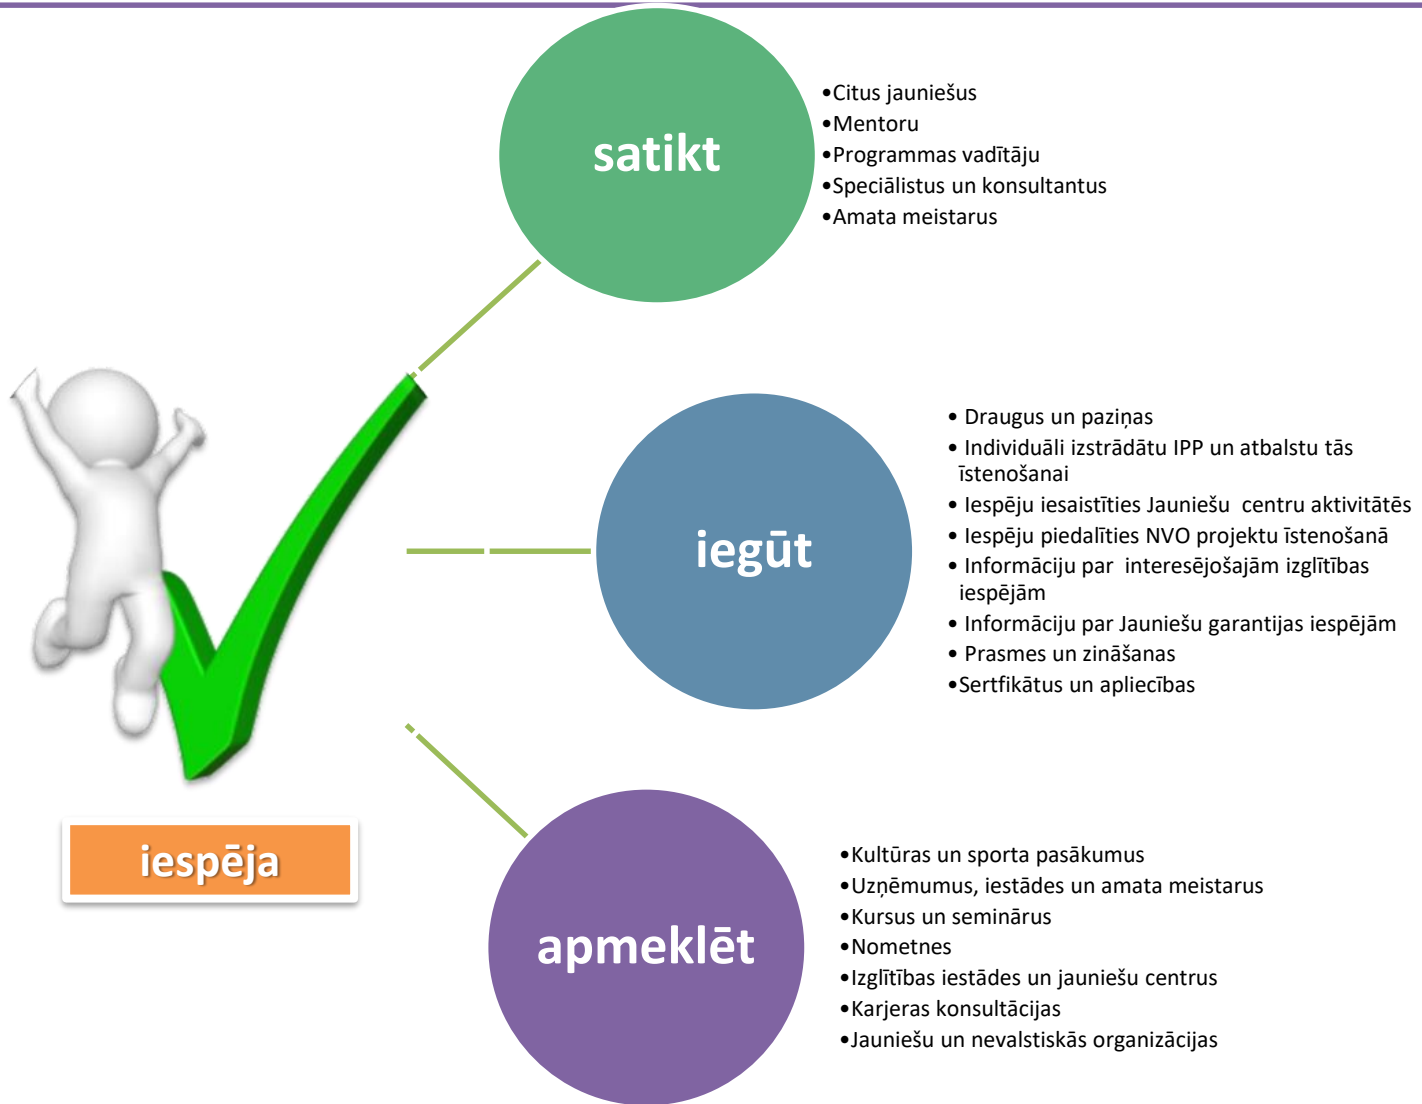 satikt
•Citus jauniešus
•Mentoru
•Programmas vadītāju
•Speciālistus un konsultantus
•Amata meistarus
iegūt
• Draugus un paziņas
• Individuāli izstrādātu IPP un atbalstu tās
īstenošanai
• Iespēju iesaistīties Jauniešu centru aktivitātēs
• Iespēju piedalīties NVO projektu īstenošanā
• Informāciju par interesējošajām izglītības
iespējām
• Informāciju par Jauniešu garantijas iespējām
• Prasmes un zināšanas
•Sertfikātus un apliecības
iespēja
apmeklēt
•Kultūras un sporta pasākumus
•Uzņēmumus, iestādes un amata meistarus
•Kursus un seminārus
•Nometnes
•Izglītības iestādes un jauniešu centrus
•Karjeras konsultācijas
•Jauniešu un nevalstiskās organizācijas